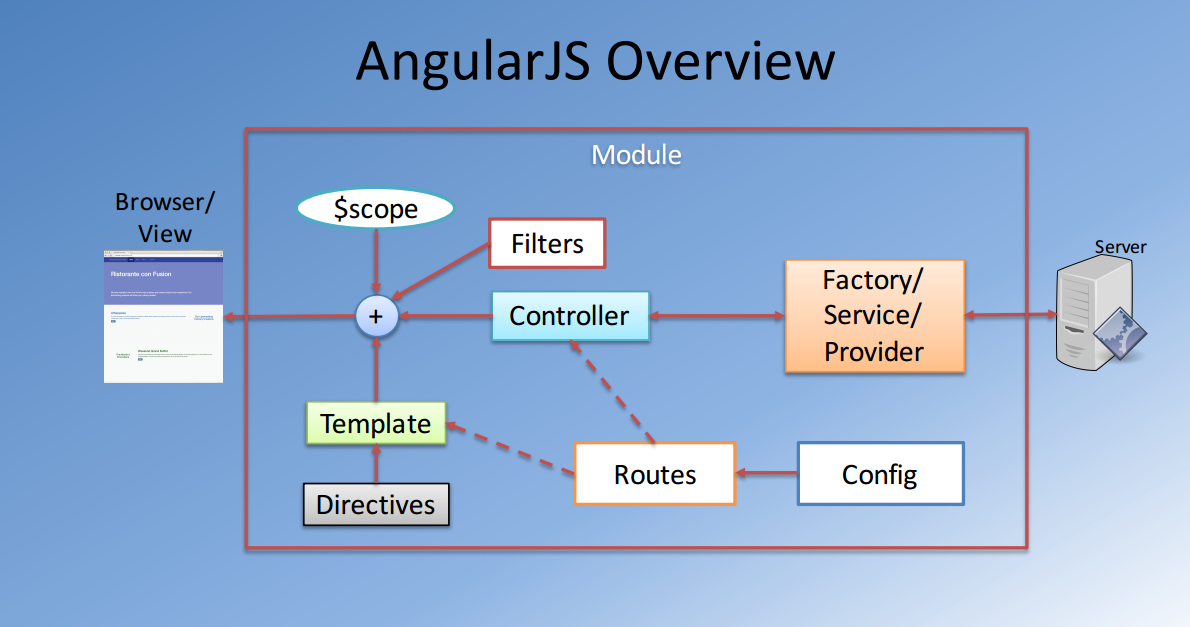 AngularJS Overview
Module
Browser/
View
$scope
Filters
Server
Ristorante con Fusion
+
Controller
Factory/
Service/
Provider
Template
Routes
Config
Directives